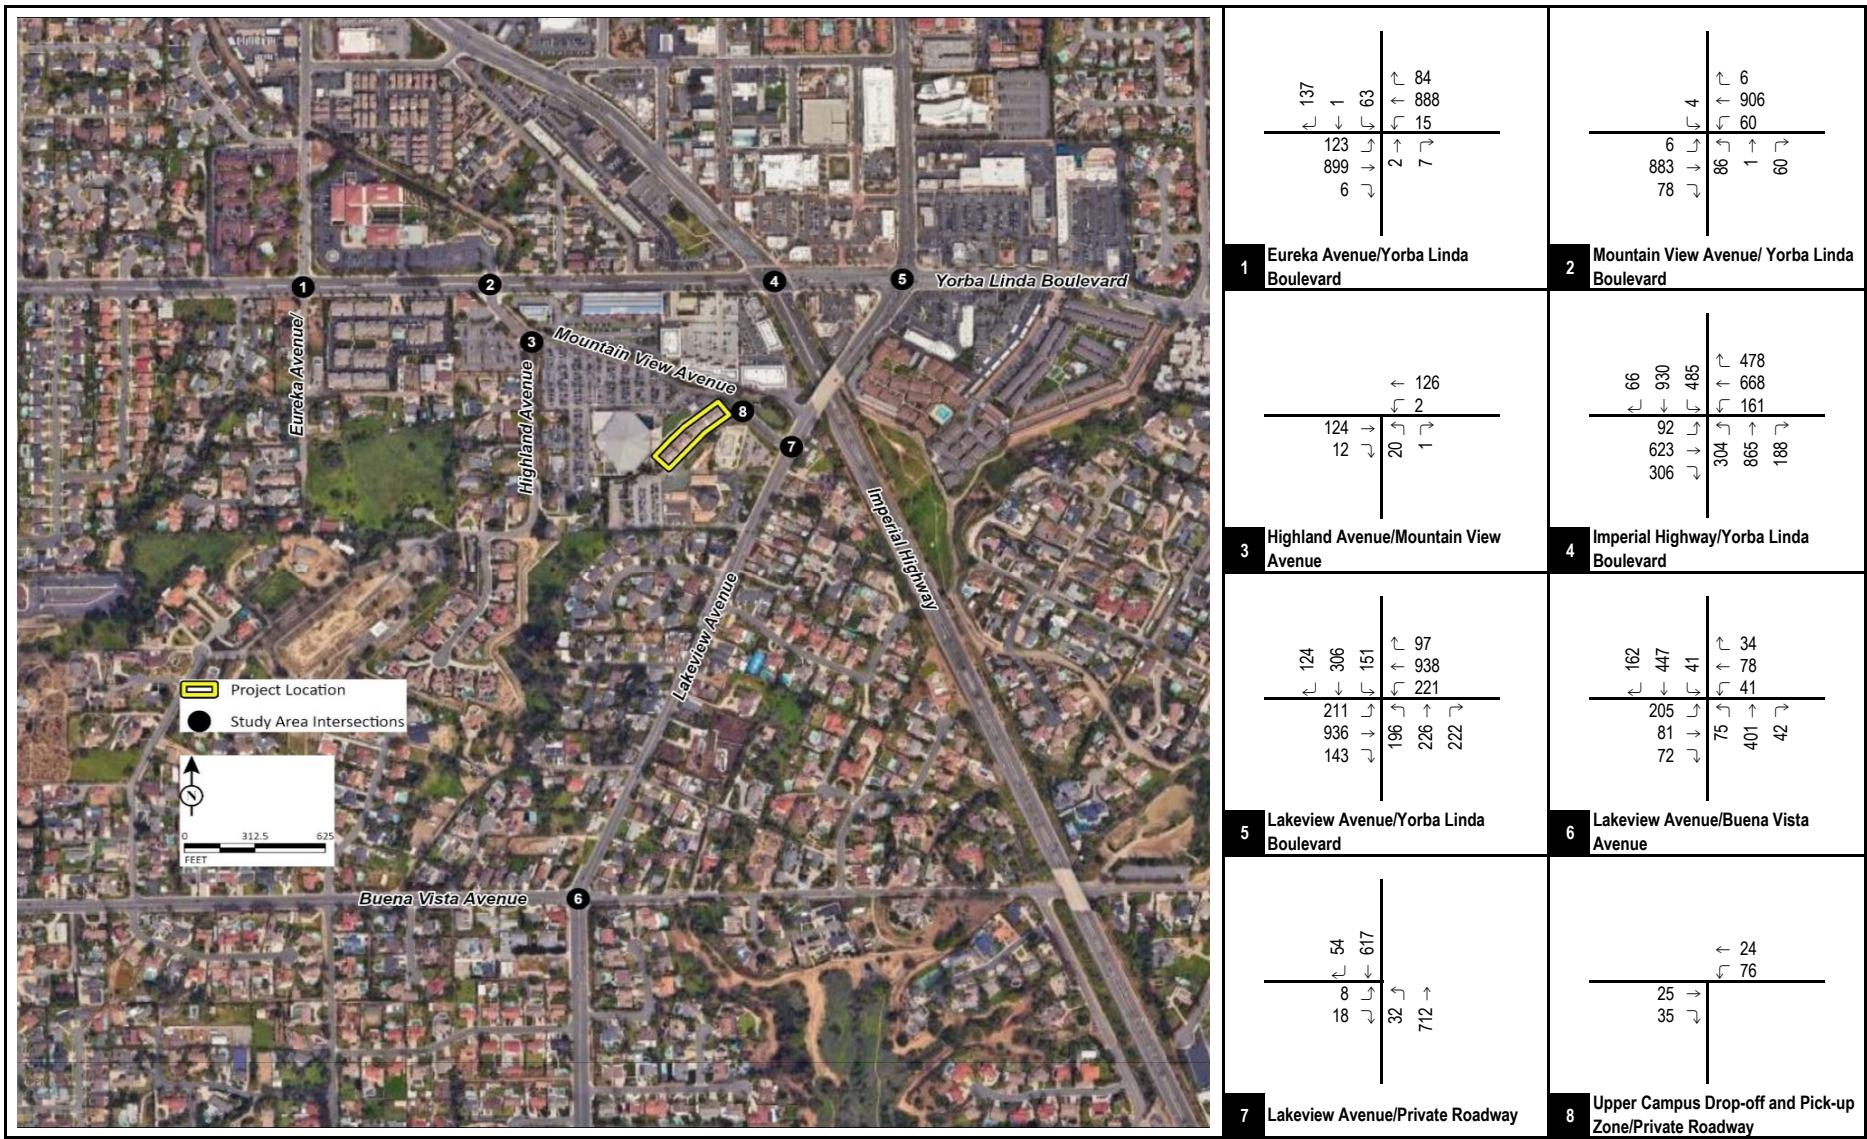 1
2
4
5
Yorba Linda Boulevard
3
Mountain View Avenue
Eureka Avenue/
Highland Avenue
8
7
Imperial Highway
Lakeview Avenue
Project Location
Study Area Intersections
N
0 312.5 625
FEET
Buena Vista Avenue
6
137 1 63
84
888
15
123
899
6
2 7
1 Eureka Avenue/Yorba Linda
Boulevard
4
6
906
60
6
883
78
86 1 60
2 Mountain View Avenue/ Yorba Linda
Boulevard
126
2
124
12
20 1
3 Highland Avenue/Mountain View
Avenue
66 930 485
478
668
161
92
623
306
304 865 188
4 Imperial Highway/Yorba Linda
Boulevard
124 306 151
97
938
221
211
936
143
196 226 222
5 Lakeview Avenue/Yorba Linda
Boulevard
162 447 41
34
78
41
205
81
72
75 401 42
6 Lakeview Avenue/Buena Vista
Avenue
54 617
8
18
32 712
7 Lakeview Avenue/Private Roadway
24
76
25
35
8 Upper Campus Drop-off and Pick-up
Zone/Private Roadway